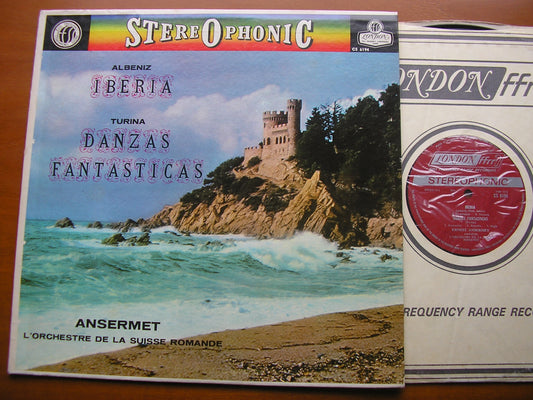 STEREOPHONIC
LONDON
CS 6194
ALBENIZ
IBERIA
TURINA
DANZAS
FANTASTICAS
ANSERMET
L'ORCHESTRE DE LA SUISSE ROMANDE
ONDON ffrr
LONDON ffrr
STEREOPHONIC
IBERIA
FREQUENCY RANGE REC